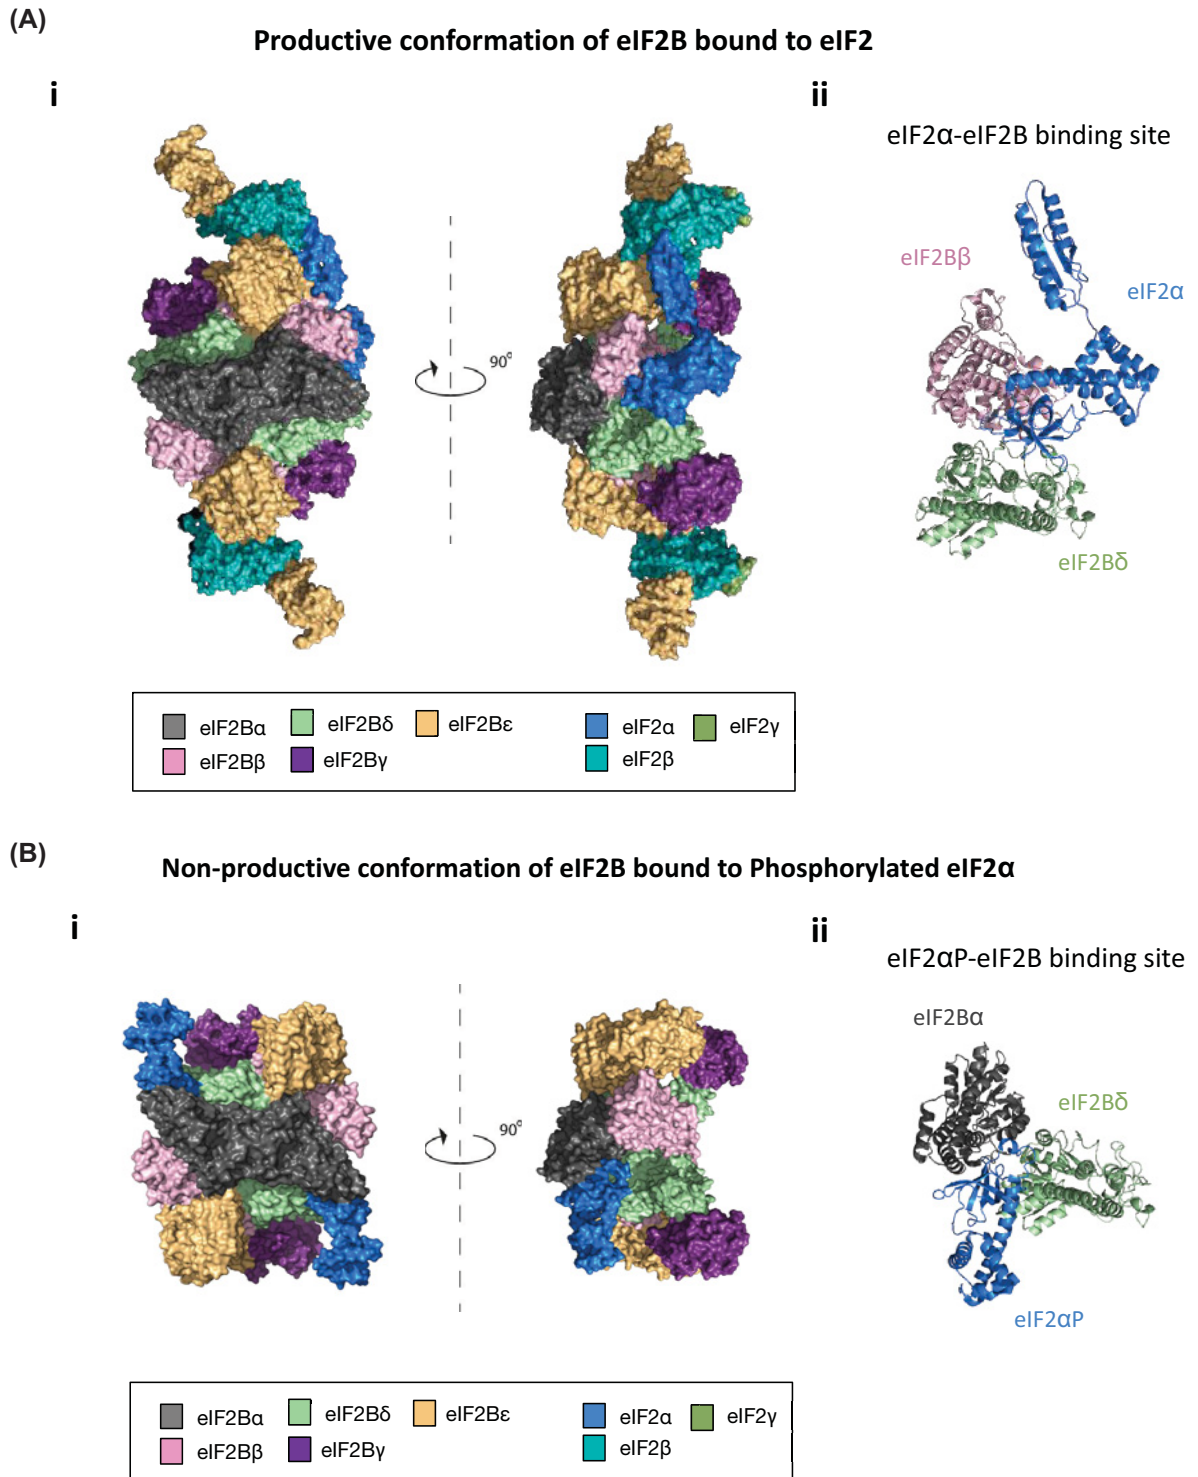 (A)
Productive conformation of eIF2B bound to eIF2
i
ii
eIF2α-eIF2B binding site
eIF2Bβ
eIF2α
90°
eIF2Bδ
eIF2Bα
eIF2Bδ
eIF2Bε
eIF2α
eIF2γ
eIF2Bβ
eIF2Bγ
eIF2β
(B)
Non-productive conformation of eIF2B bound to Phosphorylated eIF2α
i
ii
eIF2αP-eIF2B binding site
eIF2Bα
eIF2Bδ
90°
eIF2αP
eIF2Bα
eIF2Bδ
eIF2Bε
eIF2α
eIF2γ
eIF2Bβ
eIF2Bγ
eIF2β